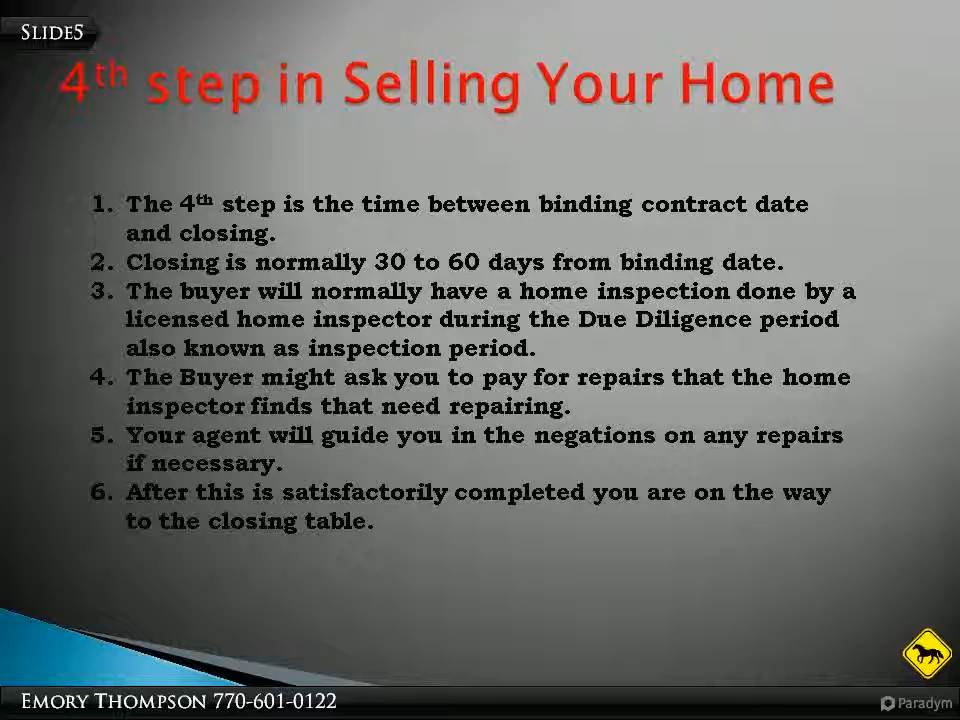 SLIDE5
4th step in Selling Your Home
1. The 4th step is the time between binding contract date
and closing.
2. Closing is normally 30 to 60 days from binding date.
3. The buyer will normally have a home inspection done by a
licensed home inspector during the Due Diligence period
also known as inspection period.
4. The Buyer might ask you to pay for repairs that the home
inspector finds that need repairing.
5. Your agent will guide you in the negations on any repairs
if necessary.
6. After this is satisfactorily completed you are on the way
to the closing table.
EMORY THOMPSON 770-601-0122
Paradym